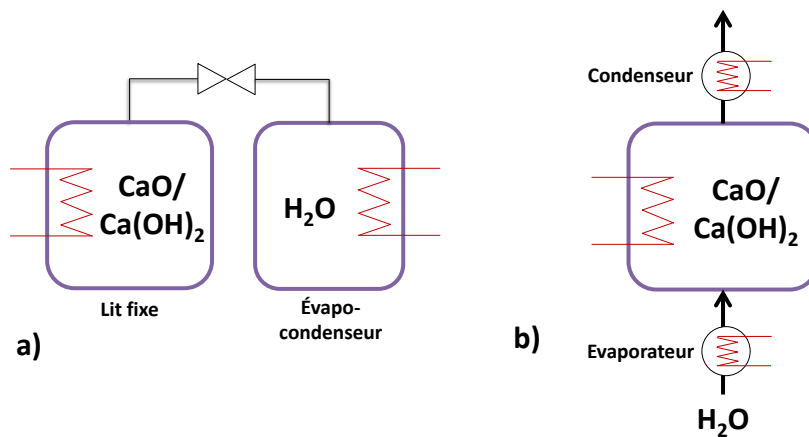 CaO/
Ca(OH)₂
Lit fixe
H₂O
Évapo-
condenseur
a)
Condenseur
CaO/
Ca(OH)₂
Evaporateur
H₂O
b)